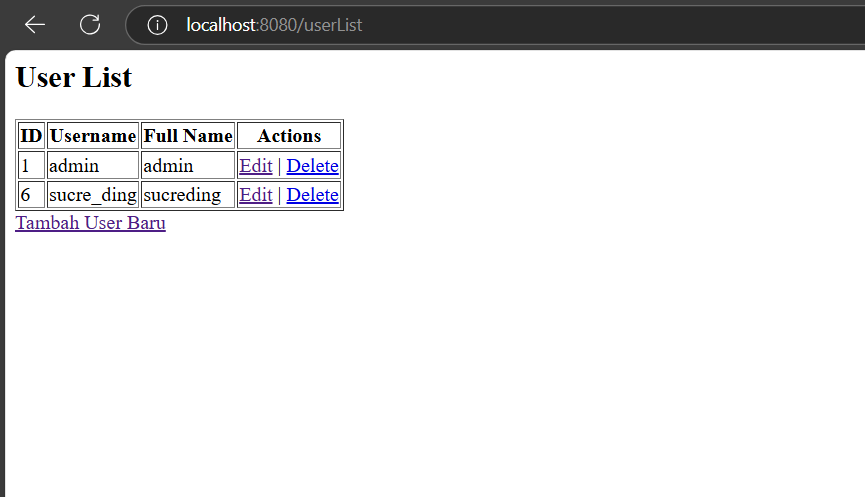 localhost:8080/userList
User List
ID Username Full Name Actions
1 admin admin Edit | Delete
6 sucre_ding sucreding Edit | Delete
Tambah User Baru